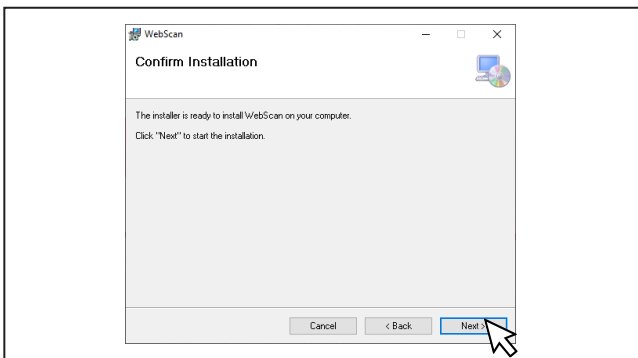 WebScan
Confirm Installation
The installer is ready to install WebScan on your computer.
Click "Next" to start the installation.
Cancel
< Back
Next >